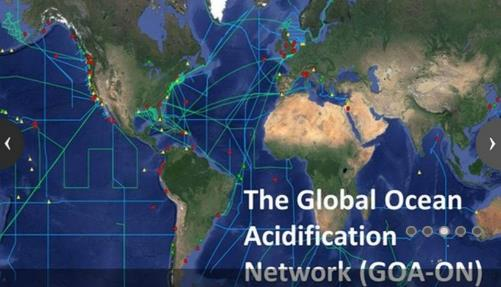 The Global Ocean
Acidification
Network (GOA-ON)